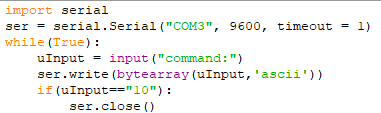 import serial
ser = serial.Serial("COM3", 9600, timeout = 1)
while(True):
    uInput = input("command:")
    ser.write(bytearray(uInput,'ascii'))
    if(uInput=="10"):
        ser.close()